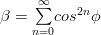 β = ∑_{n=0}^{∞} cos^{2n} ϕ